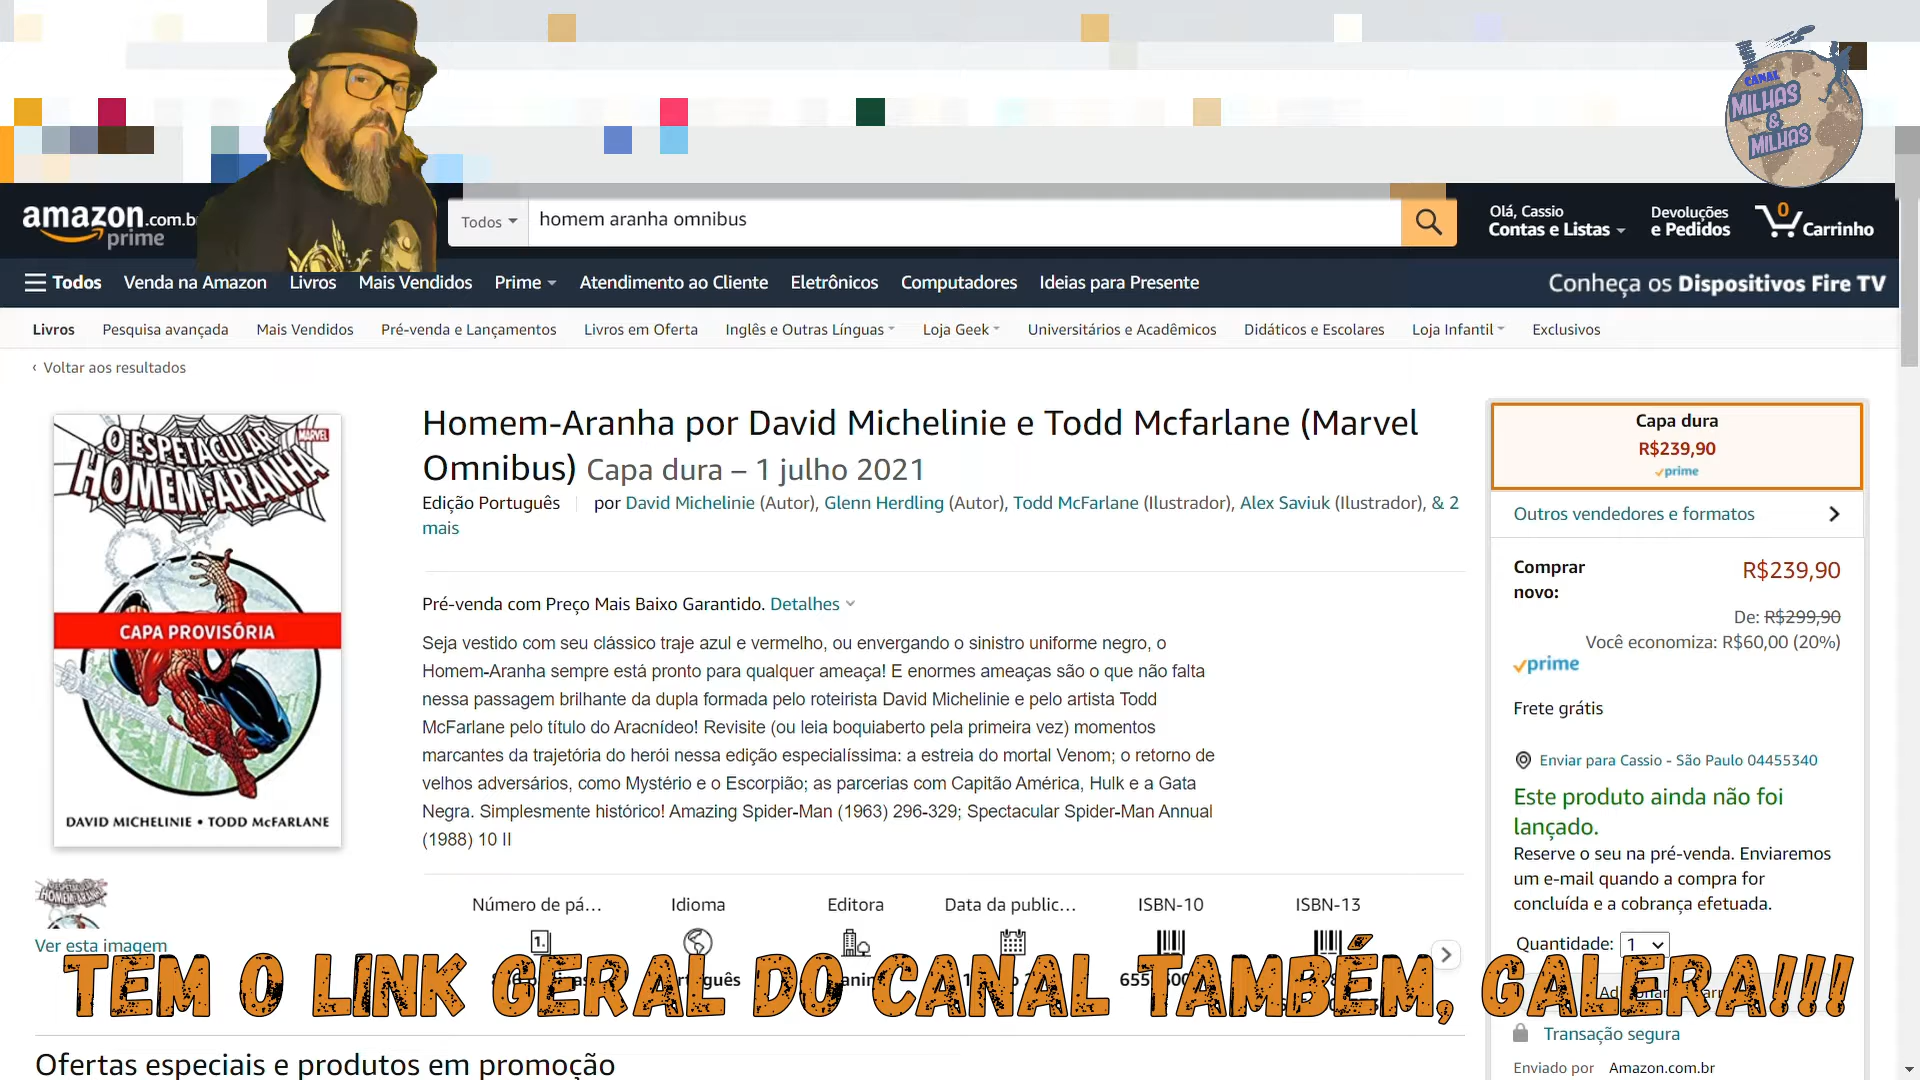 CANAL
MILHAS
&
MILHAS
amazon.com.b
prime
Todos
homem aranha omnibus
Olá, Cassio
Contas e Listas
Devoluções
e Pedidos
0
Carrinho
Todos Venda na Amazon Livros Mais Vendidos Prime Atendimento ao Cliente Eletrônicos Computadores Ideias para Presente
Conheça os Dispositivos Fire TV
Livros Pesquisa avançada Mais Vendidos Pré-venda e Lançamentos Livros em Oferta Inglês e Outras Línguas Loja Geek Universitários e Acadêmicos Didáticos e Escolares Loja Infantil Exclusivos
‹ Voltar aos resultados
O ESPETACULAR
HOMEM-ARANHA
MARVEL
CAPA PROVISÓRIA
DAVID MICHELINIE • TODD McFARLANE
HOMEM-ARANHA
Ver esta imagem
Homem-Aranha por David Michelinie e Todd Mcfarlane (Marvel
Omnibus) Capa dura – 1 julho 2021
Edição Português por David Michelinie (Autor), Glenn Herdling (Autor), Todd McFarlane (Ilustrador), Alex Saviuk (Ilustrador), & 2
mais
Pré-venda com Preço Mais Baixo Garantido. Detalhes
Seja vestido com seu clássico traje azul e vermelho, ou envergando o sinistro uniforme negro, o
Homem-Aranha sempre está pronto para qualquer ameaça! E enormes ameaças são o que não falta
nessa passagem brilhante da dupla formada pelo roteirista David Michelinie e pelo artista Todd
McFarlane pelo título do Aracnídeo! Revisite (ou leia boquiaberto pela primeira vez) momentos
marcantes da trajetória do herói nessa edição especialíssima: a estreia do mortal Venom; o retorno de
velhos adversários, como Mystério e o Escorpião; as parcerias com Capitão América, Hulk e a Gata
Negra. Simplesmente histórico! Amazing Spider-Man (1963) 296-329; Spectacular Spider-Man Annual
(1988) 10 II
Número de pá... Idioma Editora Data da public... ISBN-10 ISBN-13
Capa dura
R$239,90
prime
Outros vendedores e formatos
Comprar
novo:
R$239,90
De: R$299,90
Você economiza: R$60,00 (20%)
prime
Frete grátis
Enviar para Cassio - São Paulo 04455340
Este produto ainda não foi
lançado.
Reserve o seu na pré-venda. Enviaremos
um e-mail quando a compra for
concluída e a cobrança efetuada.
Quantidade: 1
TEM O LINK GERAL DO CANAL TAMBÉM, GALERA!!!
Transação segura
Enviado por Amazon.com.br
Ofertas especiais e produtos em promoção